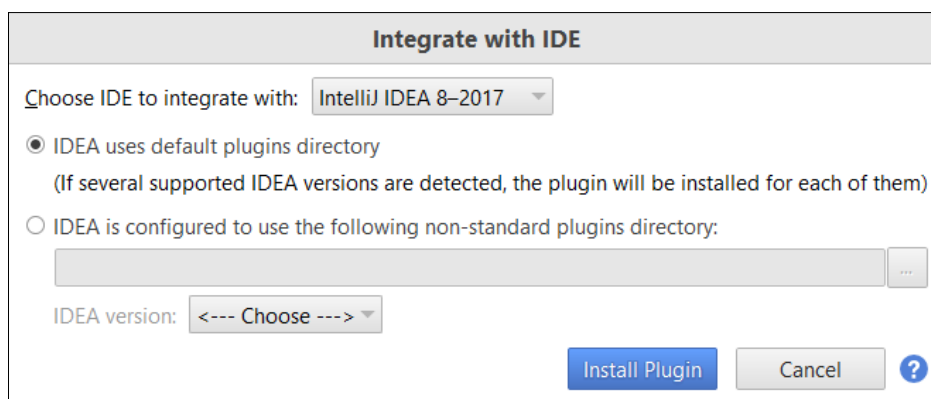 Integrate with IDE
Choose IDE to integrate with: IntelliJ IDEA 8–2017
IDEA uses default plugins directory
(If several supported IDEA versions are detected, the plugin will be installed for each of them)
IDEA is configured to use the following non-standard plugins directory:
...
IDEA version: <--- Choose --->
Install Plugin Cancel ?